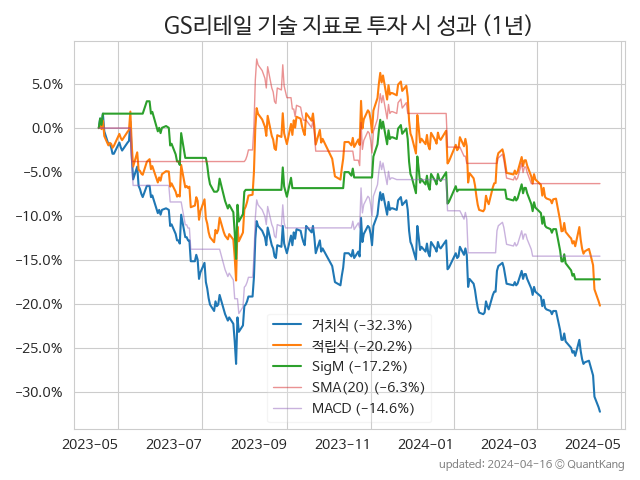 GS리테일 기술 지표로 투자 시 성과 (1년)
5.0%
0.0%
−5.0%
−10.0%
−15.0%
−20.0%
−25.0%
−30.0%
거치식 (−32.3%)
적립식 (−20.2%)
SigM (−17.2%)
SMA(20) (−6.3%)
MACD (−14.6%)
2023-05 2023-07 2023-09 2023-11 2024-01 2024-03 2024-05
updated: 2024-04-16 © QuantKang